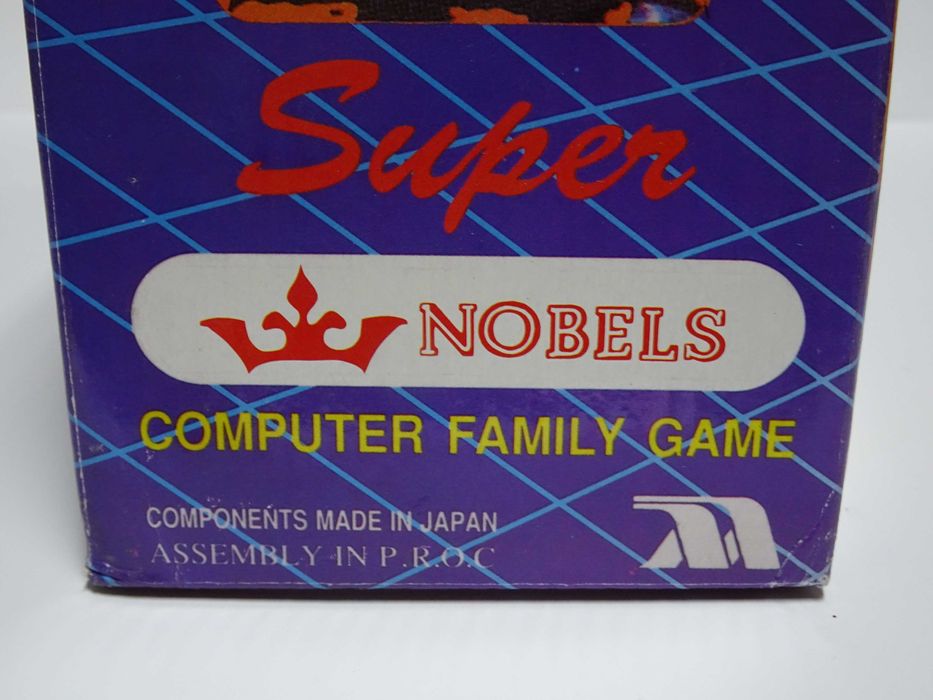 Super
NOBELS
COMPUTER FAMILY GAME
COMPONENTS MADE IN JAPAN
ASSEMBLY IN P.R.O.C